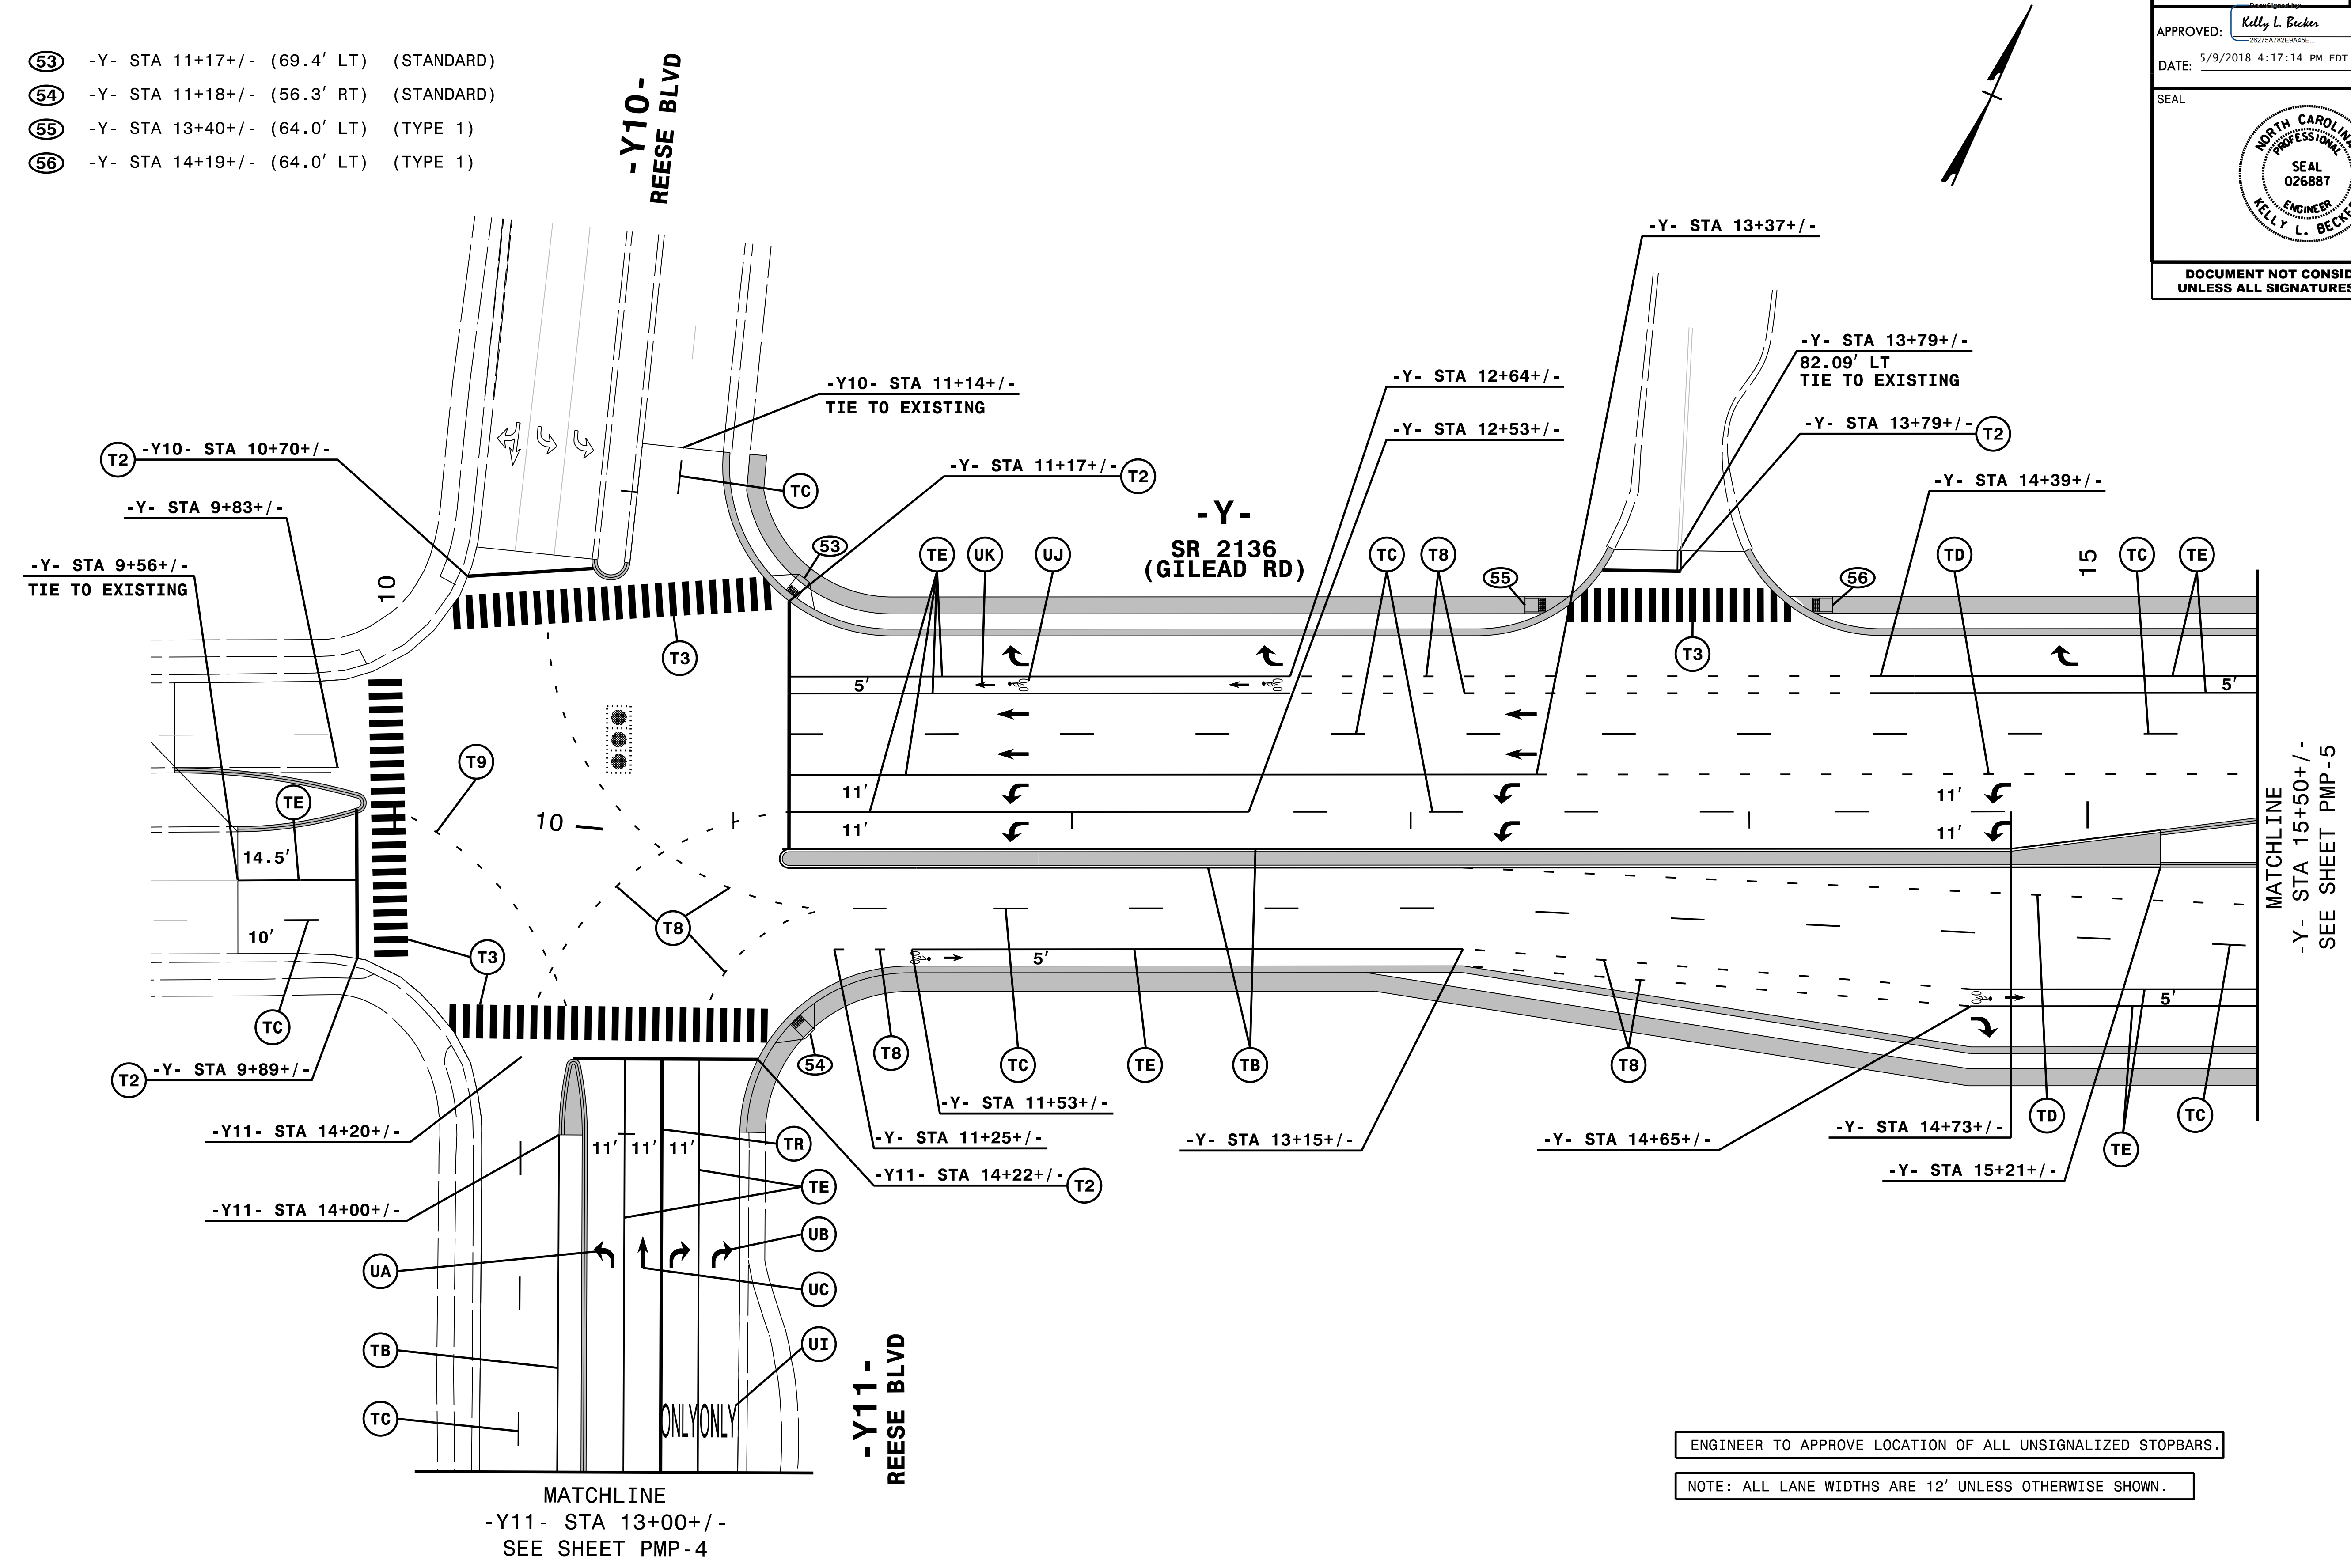 53 -Y- STA 11+17+/- (69.4' LT) (STANDARD)
54 -Y- STA 11+18+/- (56.3' RT) (STANDARD)
55 -Y- STA 13+40+/- (64.0' LT) (TYPE 1)
56 -Y- STA 14+19+/- (64.0' LT) (TYPE 1)
-Y10-
REESE BLVD
DocuSigned by:
APPROVED: Kelly L. Becker
26275A782E9A45E...
DATE: 5/9/2018 4:17:14 PM EDT
SEAL
NORTH CAROLINA
PROFESSIONAL
SEAL
026887
ENGINEER
KELLY L. BECKE
DOCUMENT NOT CONSID
UNLESS ALL SIGNATURES
-Y- STA 13+37+/-
-Y- STA 13+79+/-
82.09' LT
TIE TO EXISTING
-Y- STA 13+79+/- T2
-Y- STA 14+39+/-
-Y- STA 12+64+/-
-Y- STA 12+53+/-
-Y10- STA 11+14+/-
TIE TO EXISTING
TC
-Y- STA 11+17+/- T2
T2 -Y10- STA 10+70+/-
-Y- STA 9+83+/-
-Y- STA 9+56+/-
TIE TO EXISTING
10
53
TE UK UJ
-Y-
SR 2136
(GILEAD RD)
TC T8
55
56
TD
15
TC TE
T3
T3
5'
5'
T9
TE
10
11'
11'
11'
11'
14.5'
10'
T8
T3
TC
T2 -Y- STA 9+89+/-
5'
5'
54
T8
TC
TE
TB
T8
TD
TE
TC
-Y- STA 11+53+/-
-Y- STA 11+25+/-
-Y- STA 13+15+/-
-Y- STA 14+65+/-
-Y- STA 14+73+/-
-Y- STA 15+21+/-
MATCHLINE
-Y- STA 15+50+/-
SEE SHEET PMP-5
-Y11- STA 14+20+/-
-Y11- STA 14+00+/-
11' 11' 11'
TR
-Y11- STA 14+22+/- T2
TE
UB
UA
UC
UI
TB
TC
ONLY ONLY
-Y11-
REESE BLVD
MATCHLINE
-Y11- STA 13+00+/-
SEE SHEET PMP-4
ENGINEER TO APPROVE LOCATION OF ALL UNSIGNALIZED STOPBARS.
NOTE: ALL LANE WIDTHS ARE 12' UNLESS OTHERWISE SHOWN.